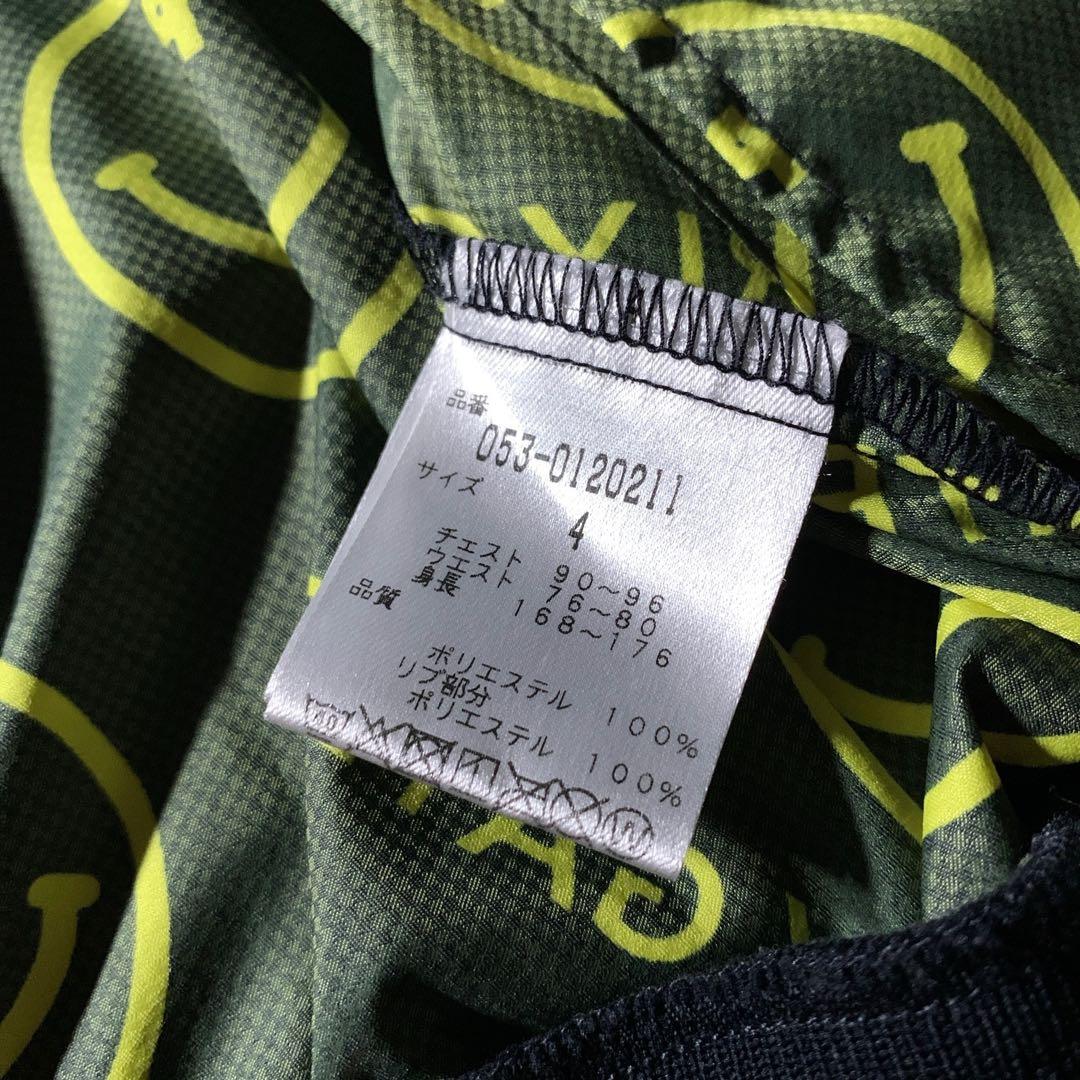 品番
053-0120211
サイズ
4
チェスト 90〜96
ウエスト 76〜80
身長 168〜176
品質
ポリエステル 100%
リブ部分
ポリエステル 100%
GA